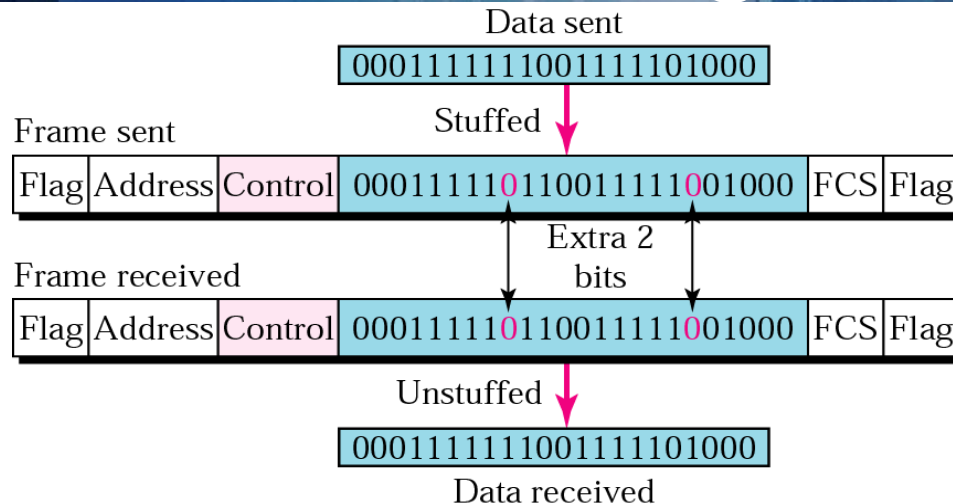 Data sent
0001111111001111101000
Stuffed
Frame sent
Flag Address Control 000111110110011111001000 FCS Flag
Extra 2
bits
Frame received
Flag Address Control 000111110110011111001000 FCS Flag
Unstuffed
0001111111001111101000
Data received